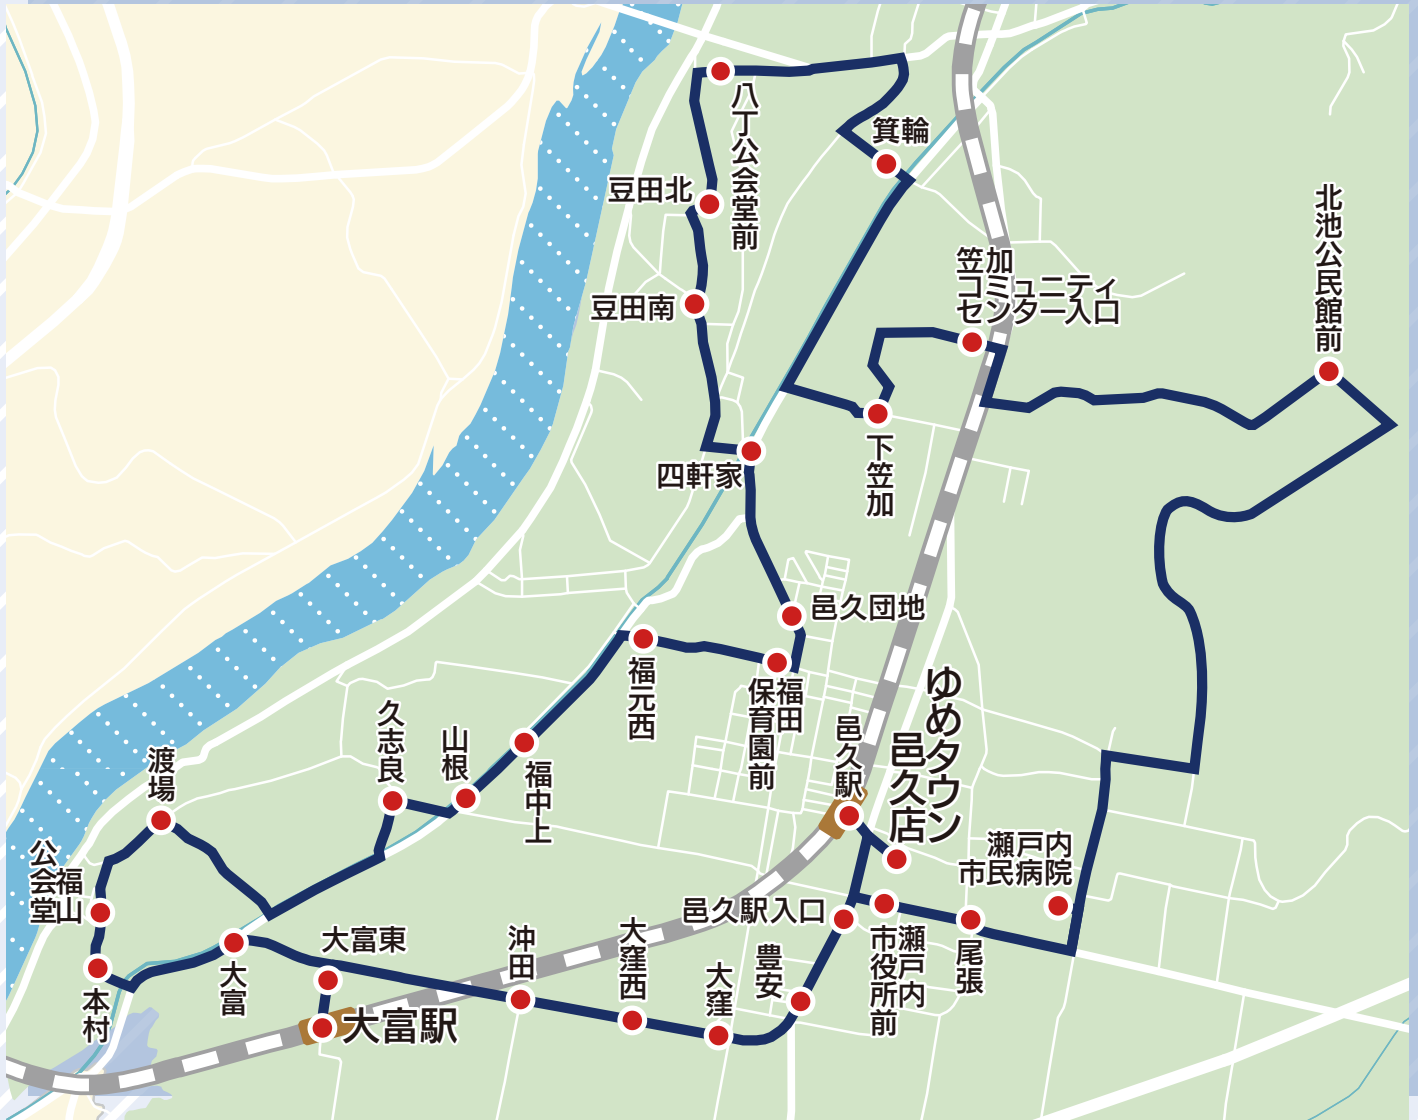 八丁公会堂前
箕輪
豆田北
北池公民館前
笠加
コミュニティ
センター入口
豆田南
下笠加
四軒家
邑久団地
福元西
福田
保育園前
ゆめタウン
邑久店
邑久駅
久志良
山根
福中上
渡場
瀬戸内
市民病院
福山
公会堂
邑久駅入口
大富東
沖田
大窪西
大窪
豊安
瀬戸内
市役所前
尾張
大富
本村
大富駅